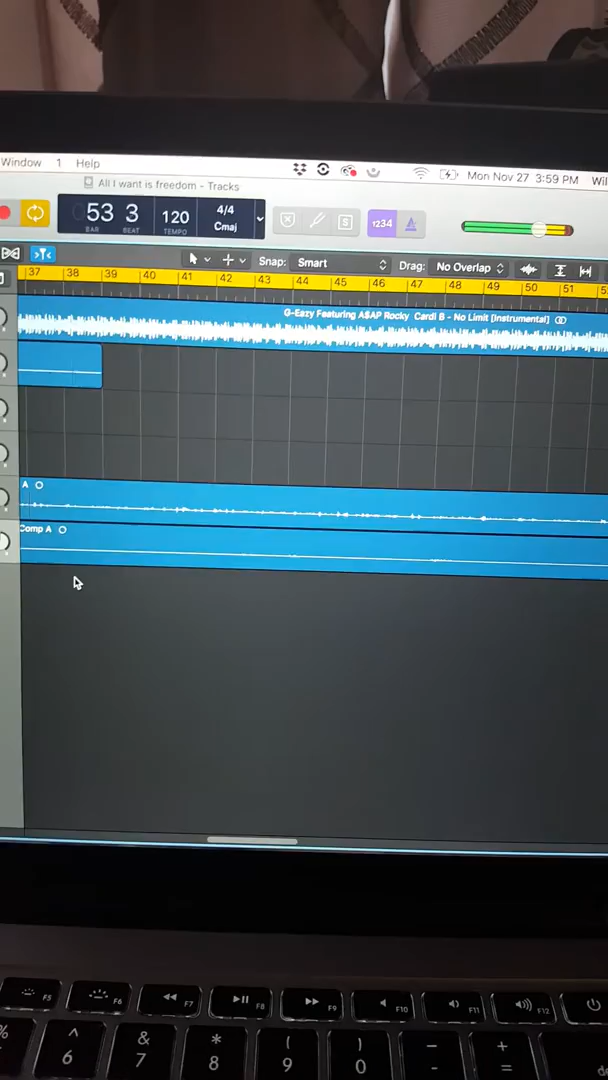 Window 1 Help
Mon Nov 27 3:59 PM Wil
All I want is freedom - Tracks
53 3 120 4/4 Cmaj
BAR BEAT TEMPO
S 1234
Snap: Smart Drag: No Overlap
37 38 39 40 41 42 43 44 45 46 47 48 49 50 51 5
G-Eazy Featuring A$AP Rocky Cardi B - No Limit [Instrumental]
A
Comp A
F5 F6 F7 F8 F9 F10 F11 F12
% ^ & * ( ) _ +
6 7 8 9 0 - =
de